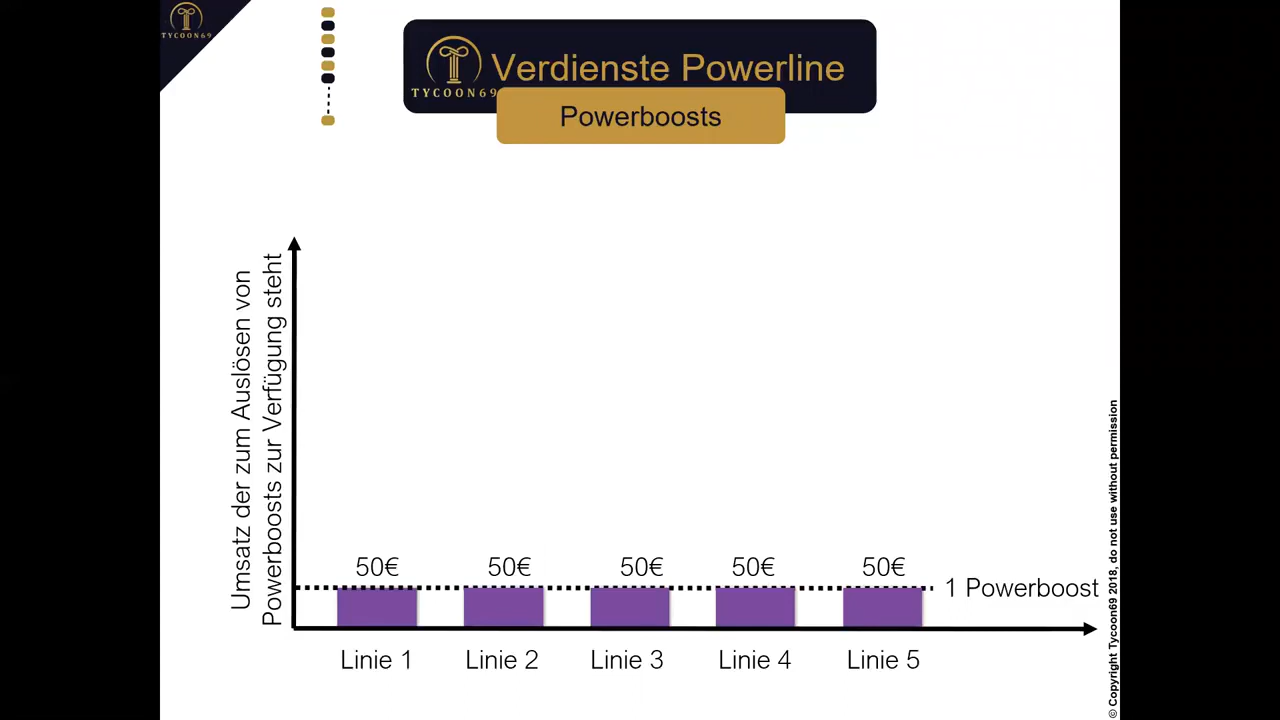 TYCOON69
Verdienste Powerline
TYCOON69
Powerboosts
Umsatz der zum Auslösen von
Powerboosts zur Verfügung steht
50€ 50€ 50€ 50€ 50€
1 Powerboost
Linie 1 Linie 2 Linie 3 Linie 4 Linie 5
© Copyright Tycoon69 2018, do not use without permission